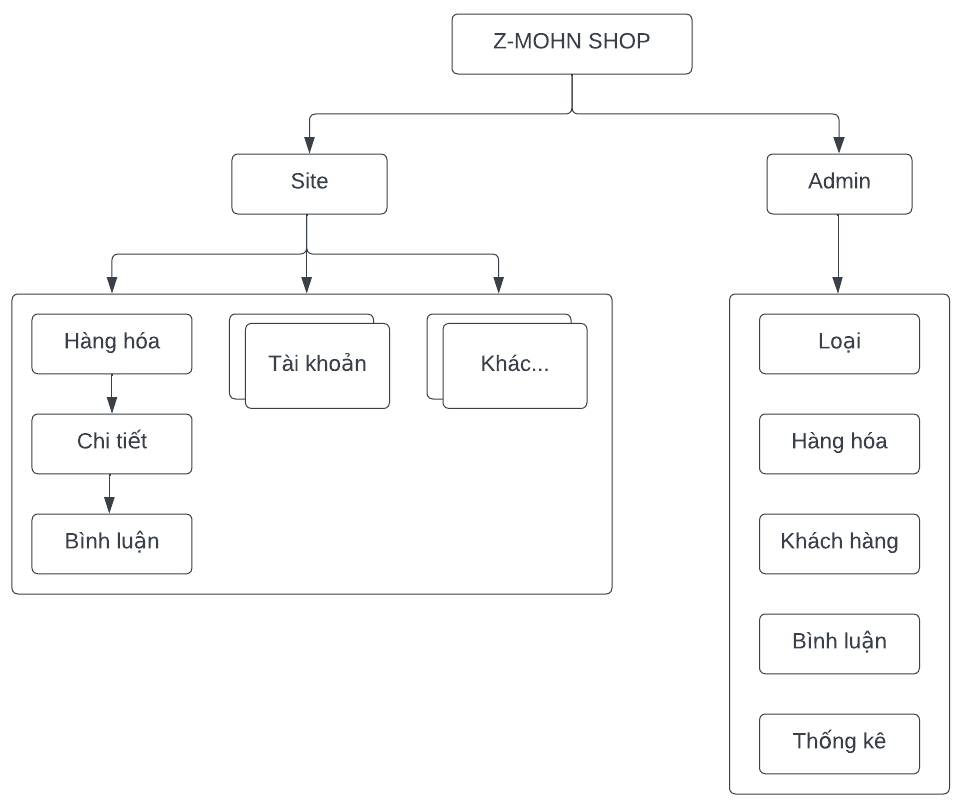 Z-MOHN SHOP
Site
Admin
Hàng hóa
Tài khoản
Khác...
Chi tiết
Bình luận
Loại
Hàng hóa
Khách hàng
Bình luận
Thống kê